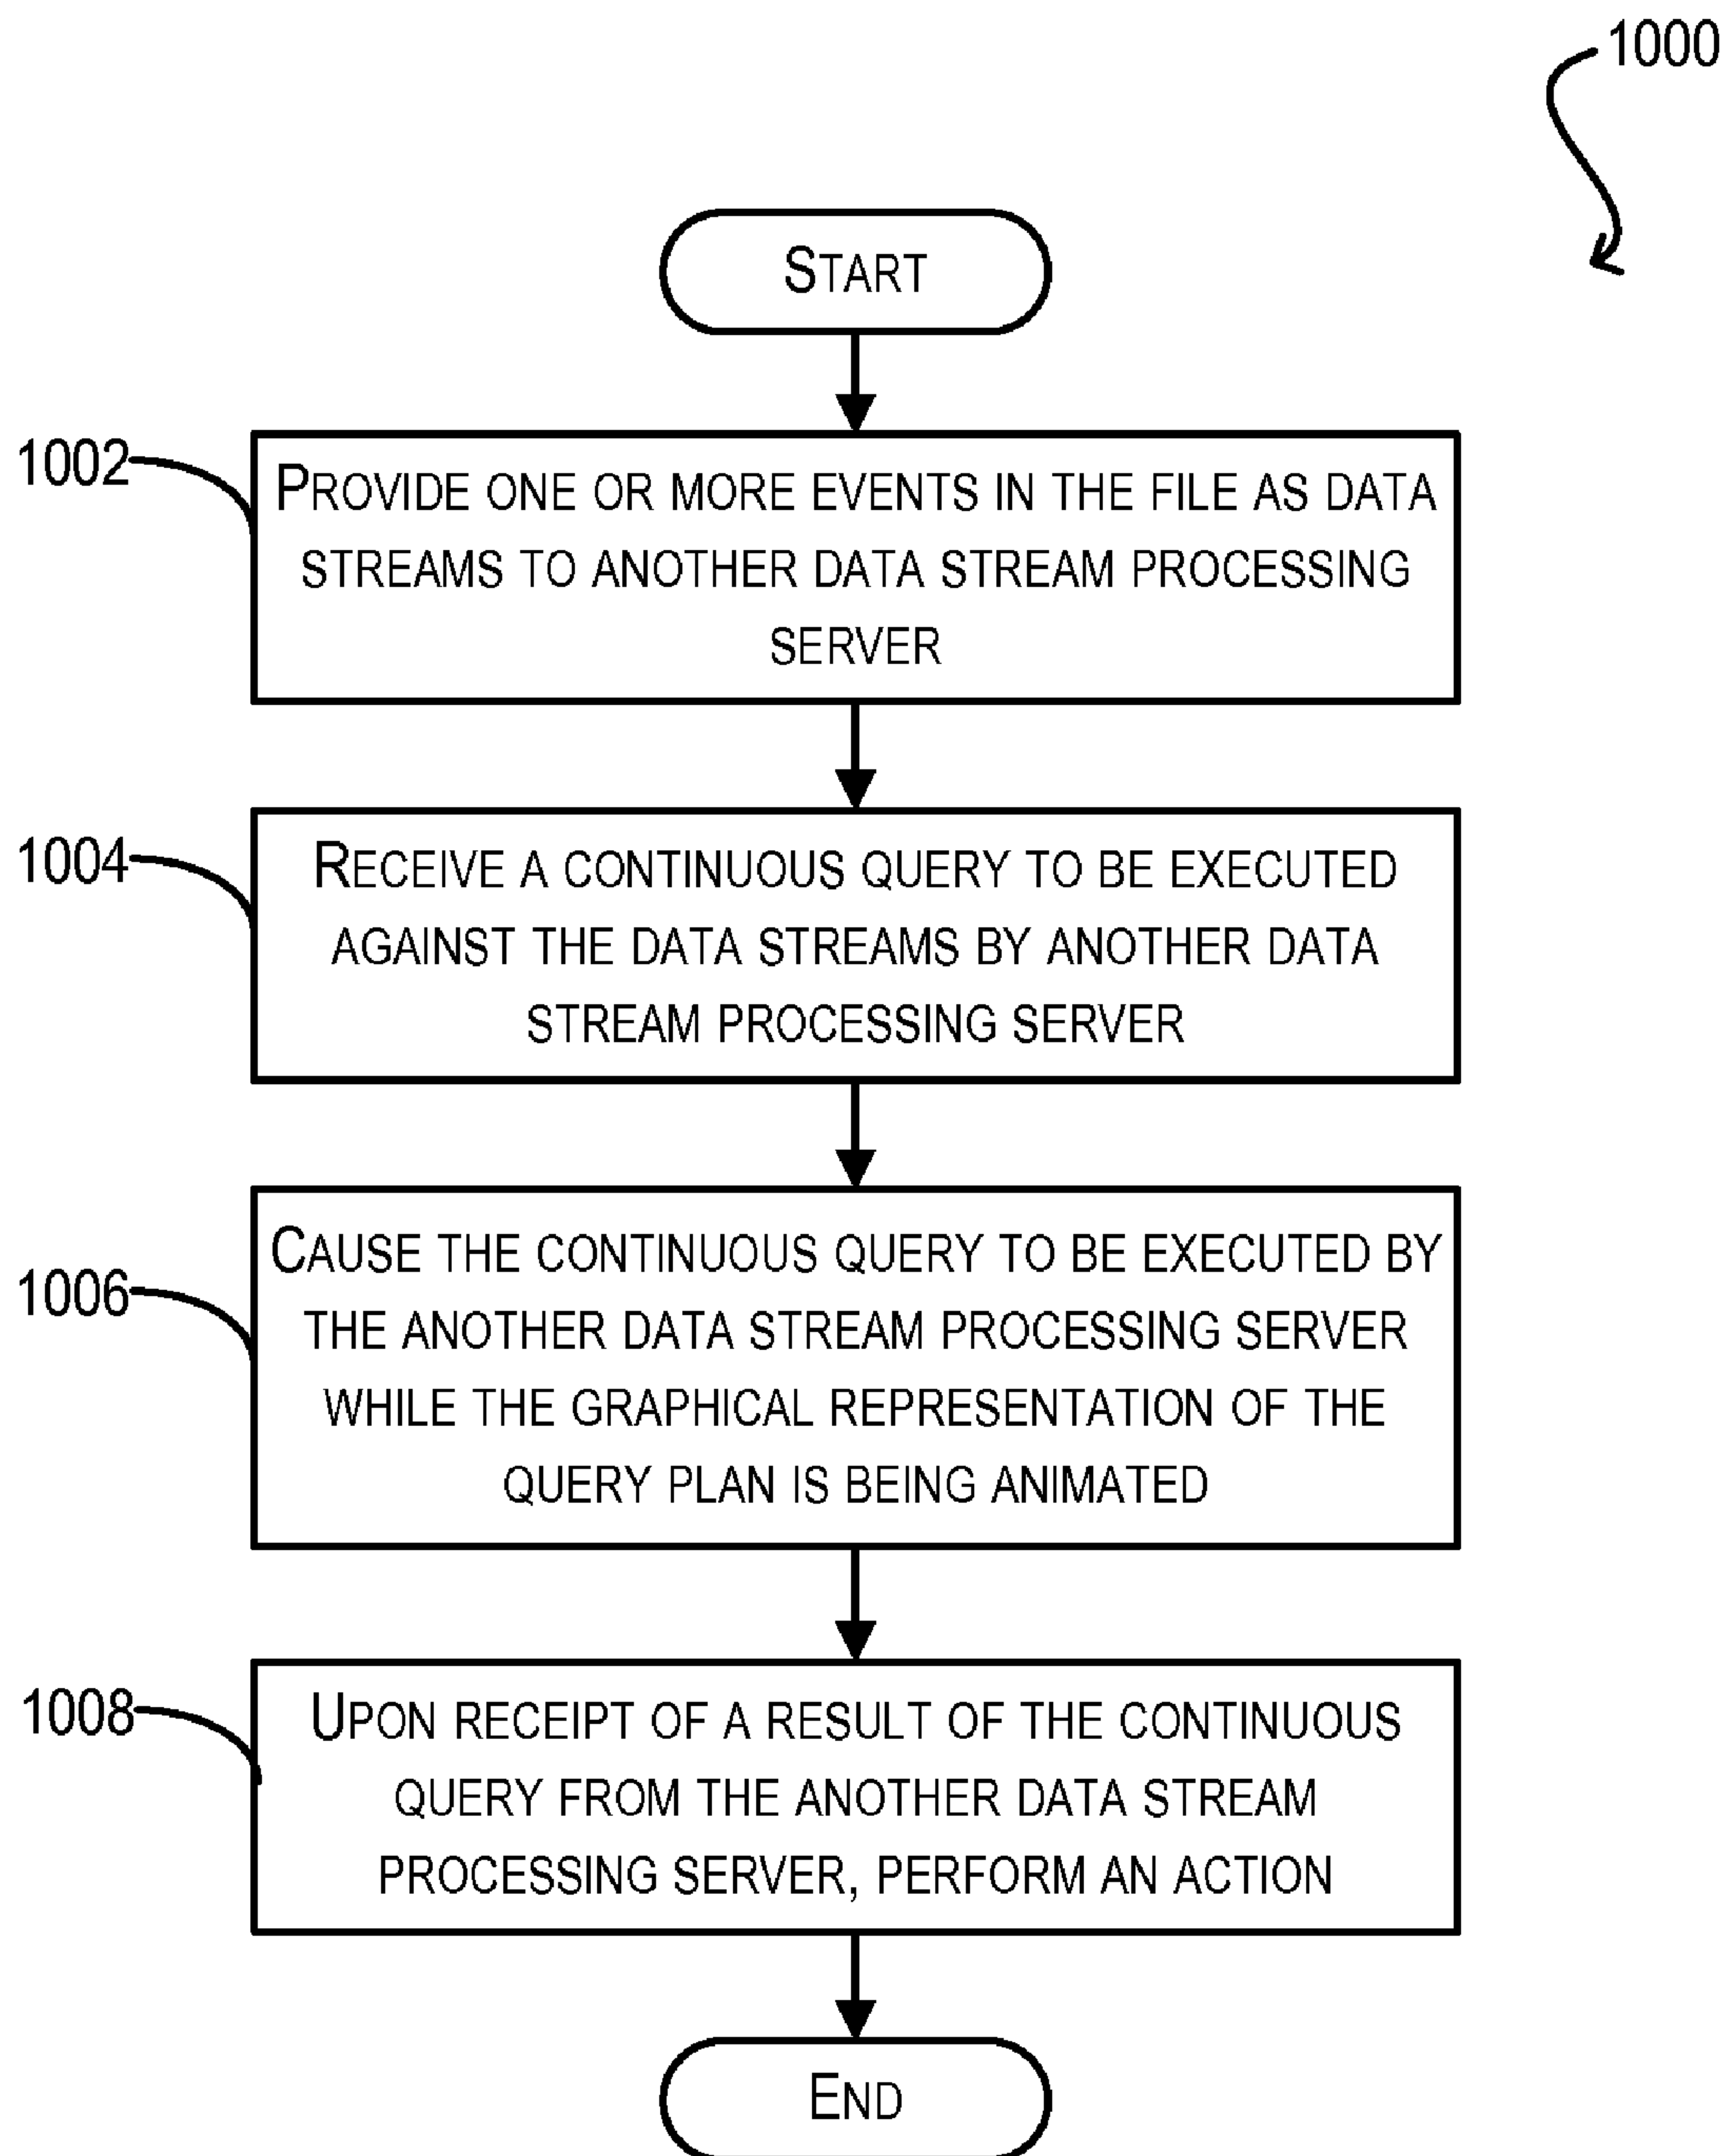 1000
START
1002
PROVIDE ONE OR MORE EVENTS IN THE FILE AS DATA
STREAMS TO ANOTHER DATA STREAM PROCESSING
SERVER
1004
RECEIVE A CONTINUOUS QUERY TO BE EXECUTED
AGAINST THE DATA STREAMS BY ANOTHER DATA
STREAM PROCESSING SERVER
1006
CAUSE THE CONTINUOUS QUERY TO BE EXECUTED BY
THE ANOTHER DATA STREAM PROCESSING SERVER
WHILE THE GRAPHICAL REPRESENTATION OF THE
QUERY PLAN IS BEING ANIMATED
1008
UPON RECEIPT OF A RESULT OF THE CONTINUOUS
QUERY FROM THE ANOTHER DATA STREAM
PROCESSING SERVER, PERFORM AN ACTION
END